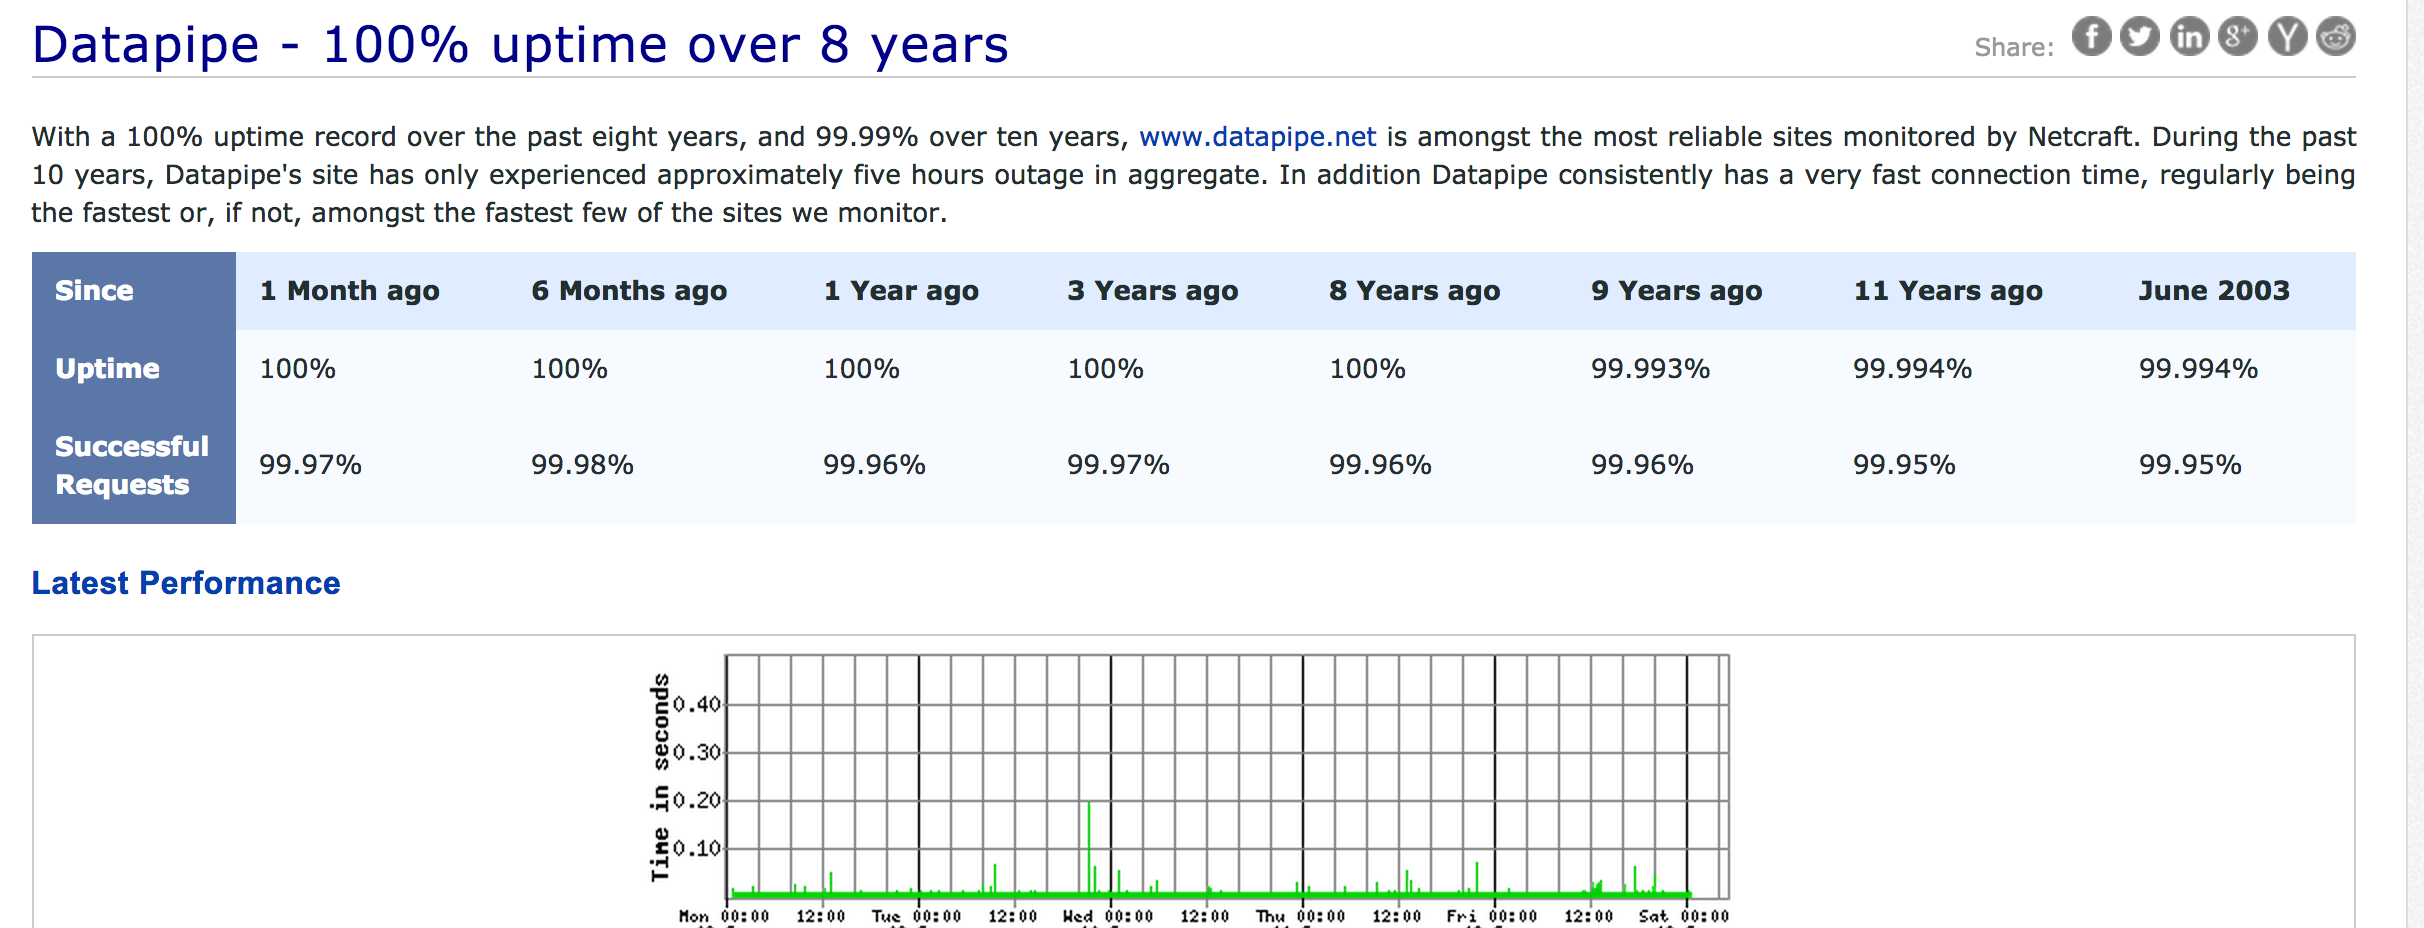 Datapipe - 100% uptime over 8 years
Share:
With a 100% uptime record over the past eight years, and 99.99% over ten years, www.datapipe.net is amongst the most reliable sites monitored by Netcraft. During the past
10 years, Datapipe's site has only experienced approximately five hours outage in aggregate. In addition Datapipe consistently has a very fast connection time, regularly being
the fastest or, if not, amongst the fastest few of the sites we monitor.
Since 1 Month ago 6 Months ago 1 Year ago 3 Years ago 8 Years ago 9 Years ago 11 Years ago June 2003
Uptime 100% 100% 100% 100% 100% 99.993% 99.994% 99.994%
Successful
Requests 99.97% 99.98% 99.96% 99.97% 99.96% 99.96% 99.95% 99.95%
Latest Performance
Time in seconds
0.40
0.30
0.20
0.10
Mon 00:00 12:00 Tue 00:00 12:00 Wed 00:00 12:00 Thu 00:00 12:00 Fri 00:00 12:00 Sat 00:00